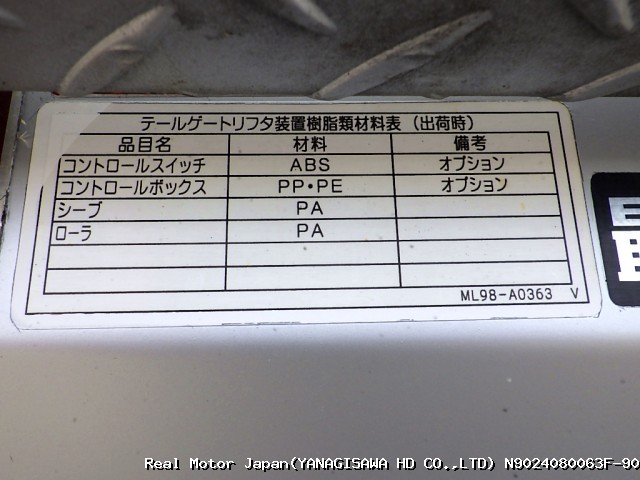 テールゲートリフタ装置樹脂類材料表（出荷時）
品目名 材料 備考
コントロールスイッチ ABS オプション
コントロールボックス PP・PE オプション
シーブ PA
ローラ PA
ML98-A0363 V
Real Motor Japan(YANAGISAWA HD CO.,LTD) N9024080063F-90